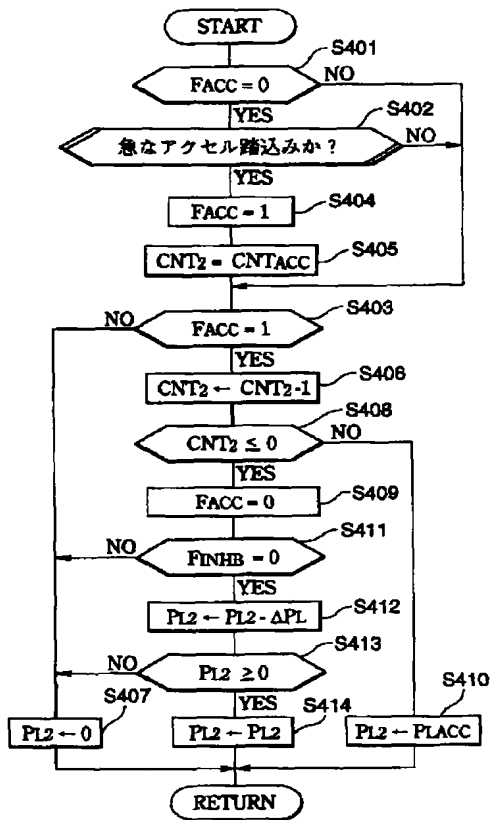 START
S401
FACC = 0
NO
YES
S402
急なアクセル踏込みか？
NO
YES
S404
FACC = 1
S405
CNT2 = CNTACC
S403
NO
FACC = 1
YES
S406
CNT2 ← CNT2-1
S408
CNT2 ≤ 0
NO
YES
S409
FACC = 0
S411
NO
FINHB = 0
YES
S412
PL2 ← PL2 - ΔPL
S413
NO
PL2 ≥ 0
YES
S407
S414
S410
PL2 ← 0
PL2 ← PL2
PL2 ← PLACC
RETURN